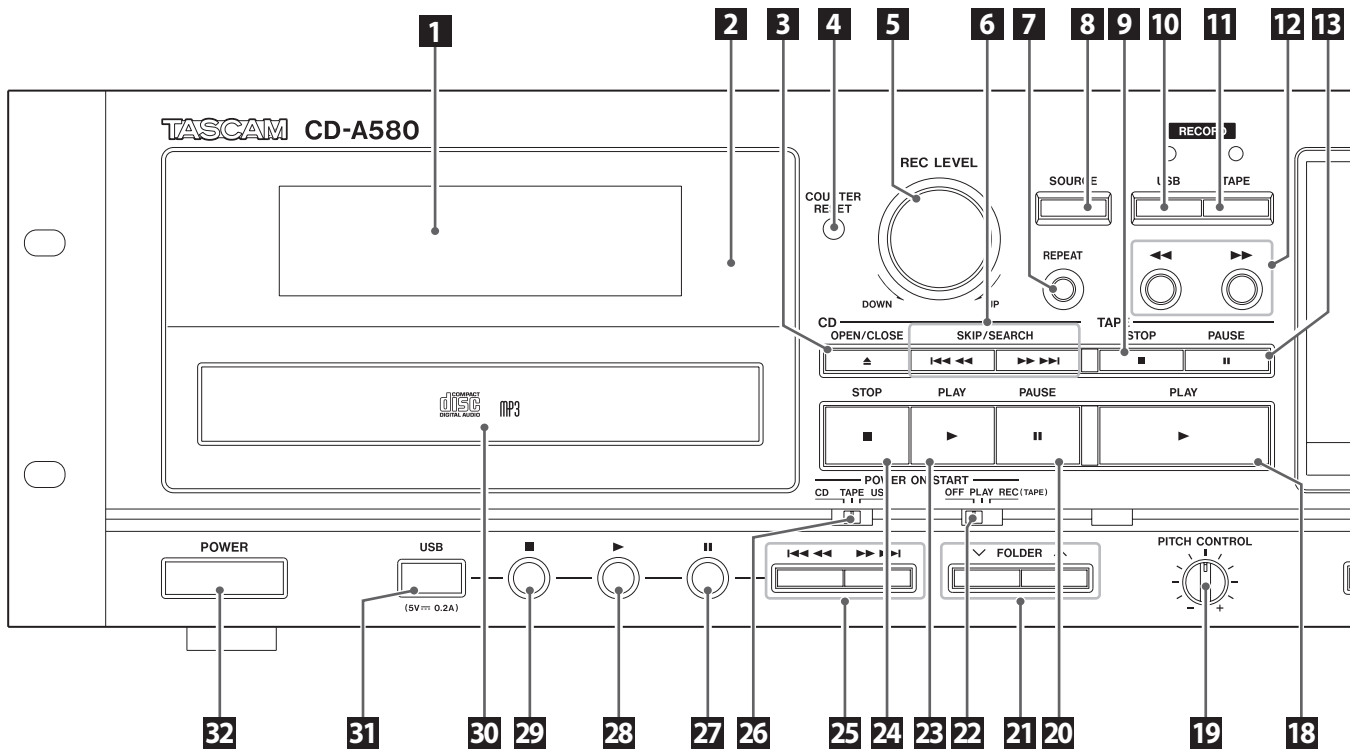 1 2 3 4 5 6 7 8 9 10 11 12 13
TASCAM CD-A580
RECORD
REC LEVEL
SOURCE USB TAPE
COUNTER
RESET
REPEAT
DOWN UP
CD TAPE
OPEN/CLOSE SKIP/SEARCH STOP PAUSE
COMPACT
disc
DIGITAL AUDIO
MP3
STOP PLAY PAUSE PLAY
POWER ON START
CD TAPE USB OFF PLAY REC(TAPE)
POWER USB FOLDER PITCH CONTROL
(5V 0.2A)
- +
32 31 30 29 28 27 26 25 24 23 22 21 20 19 18